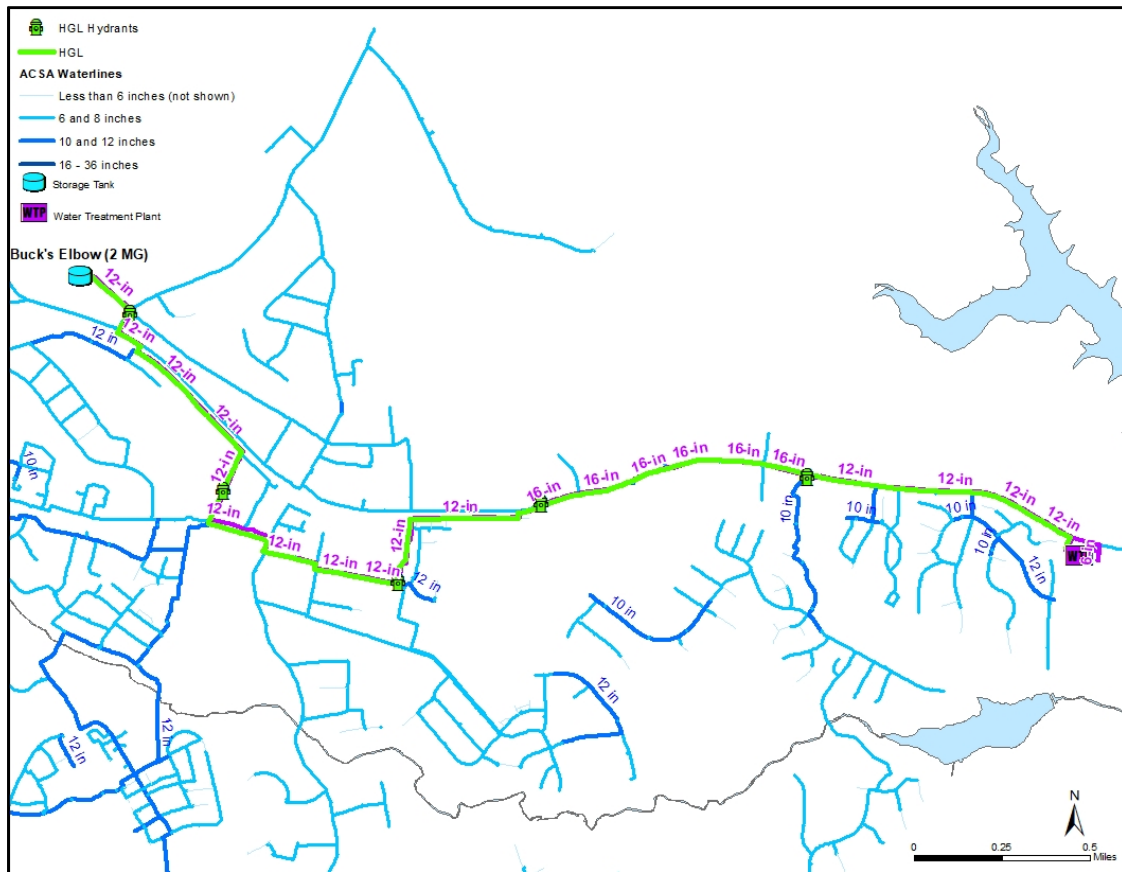 HGL Hydrants
HGL
ACSA Waterlines
Less than 6 inches (not shown)
6 and 8 inches
10 and 12 inches
16 - 36 inches
Storage Tank
WTP
Water Treatment Plant
Buck's Elbow (2 MG)
12-in
12-in
12 in
12-in
12-in
12-in
10 in
12-in
12-in
12-in
12-in
12-in
12 in
12-in
16-in
16-in
16-in
16-in
16-in
16-in
12-in
12-in
12-in
12-in
10 in
10 in
10 in
10 in
12 in
10 in
12 in
12 in
12 in
N
0
0.25
0.5
Miles